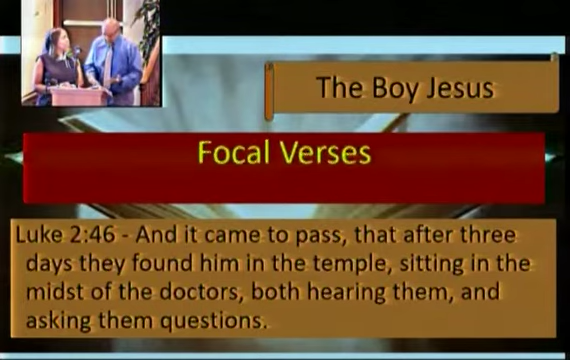 The Boy Jesus
Focal Verses
Luke 2:46 - And it came to pass, that after three
days they found him in the temple, sitting in the
midst of the doctors, both hearing them, and
asking them questions.